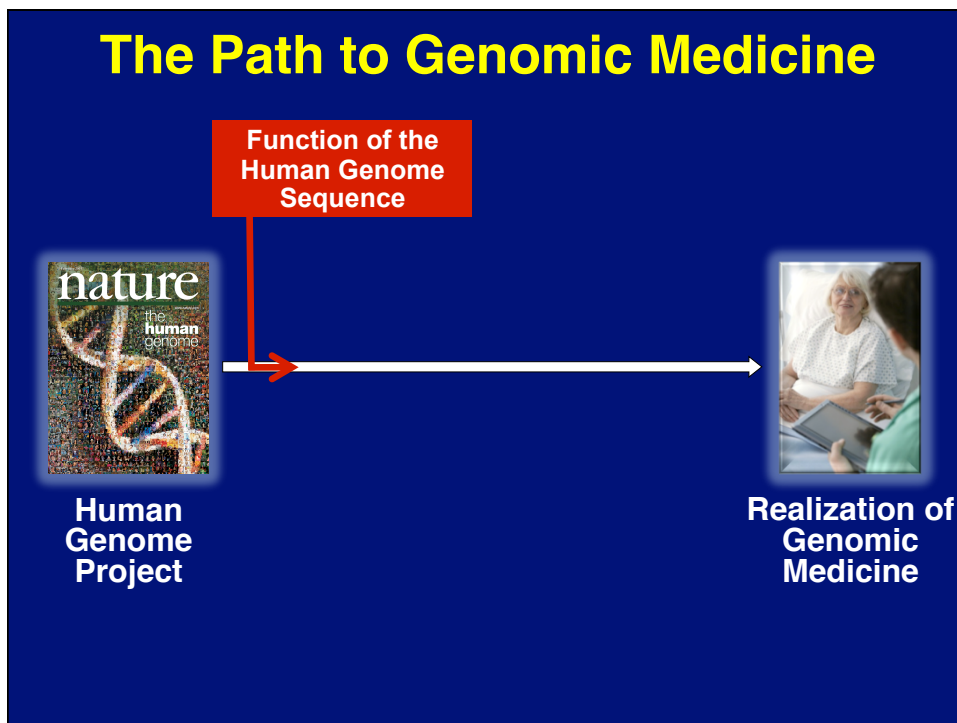 The Path to Genomic Medicine
Function of the
Human Genome
Sequence
nature
the
human
genome
Human
Genome
Project
Realization of
Genomic
Medicine